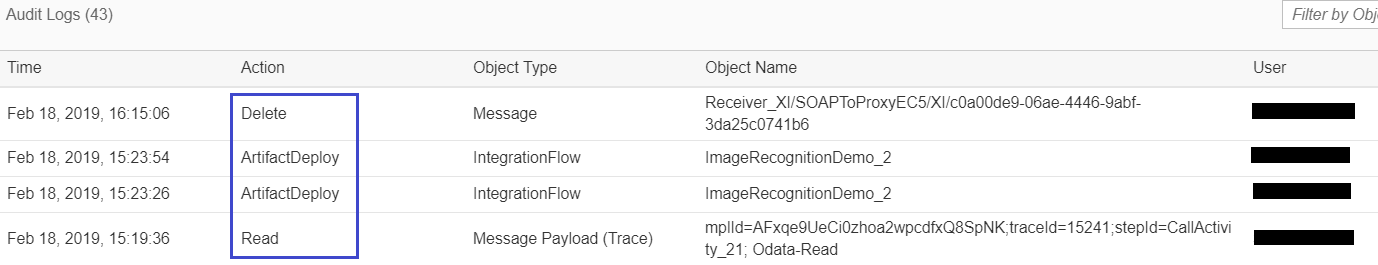 Audit Logs (43)
Filter by Obj
Time Action Object Type Object Name User
Feb 18, 2019, 16:15:06 Delete Message Receiver_XI/SOAPToProxyEC5/XI/c0a00de9-06ae-4446-9abf-
3da25c0741b6
Feb 18, 2019, 15:23:54 ArtifactDeploy IntegrationFlow ImageRecognitionDemo_2
Feb 18, 2019, 15:23:26 ArtifactDeploy IntegrationFlow ImageRecognitionDemo_2
Feb 18, 2019, 15:19:36 Read Message Payload (Trace) mplId=AFxqe9UeCi0zhoa2wpcdfxQ8SpNK;traceId=15241;stepId=CallActivi
ty_21; Odata-Read